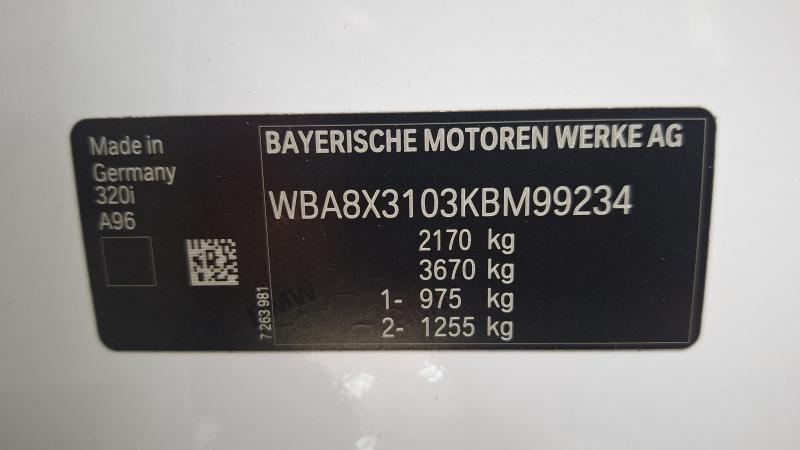 Made in
Germany
320i
A96
BAYERISCHE MOTOREN WERKE AG
WBA8X3103KBM99234
2170 kg
3670 kg
1- 975 kg
2- 1255 kg
7 263 981
BMW